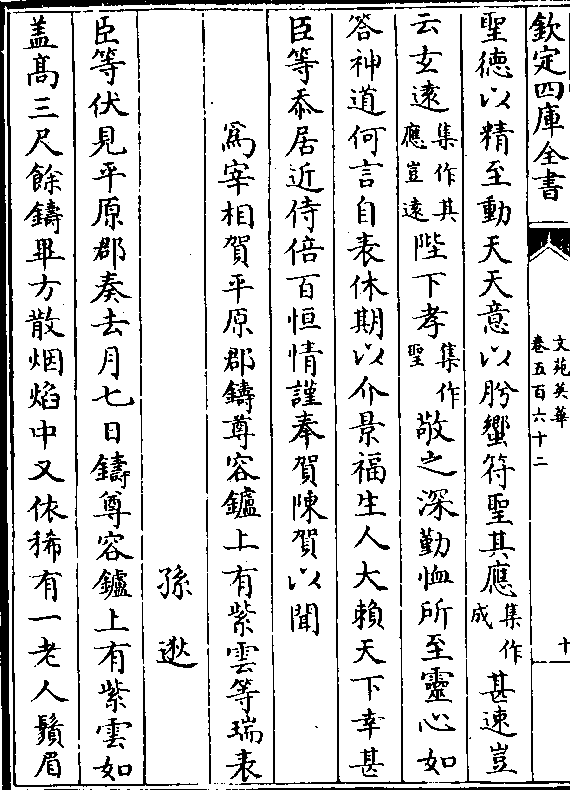 欽定四庫全書
文苑英華
卷五百六十二
十
聖德以精至動天天意以肹蠁符聖其應集作成甚速豈
云玄遠集作其應豈遠陛下孝集作聖敬之深勤恤所至靈心如
答神道何言自表休期以介景福生人大賴天下幸甚
臣等忝居近侍倍百恒情謹奉賀陳賀以聞
為宰相賀平原郡鑄尊容鑪上有紫雲等瑞表
孫逖
臣等伏見平原郡奏去月七日鑄尊容鑪上有紫雲如
盖髙三尺餘鑄畢方散烟焰中又依稀有一老人鬚眉